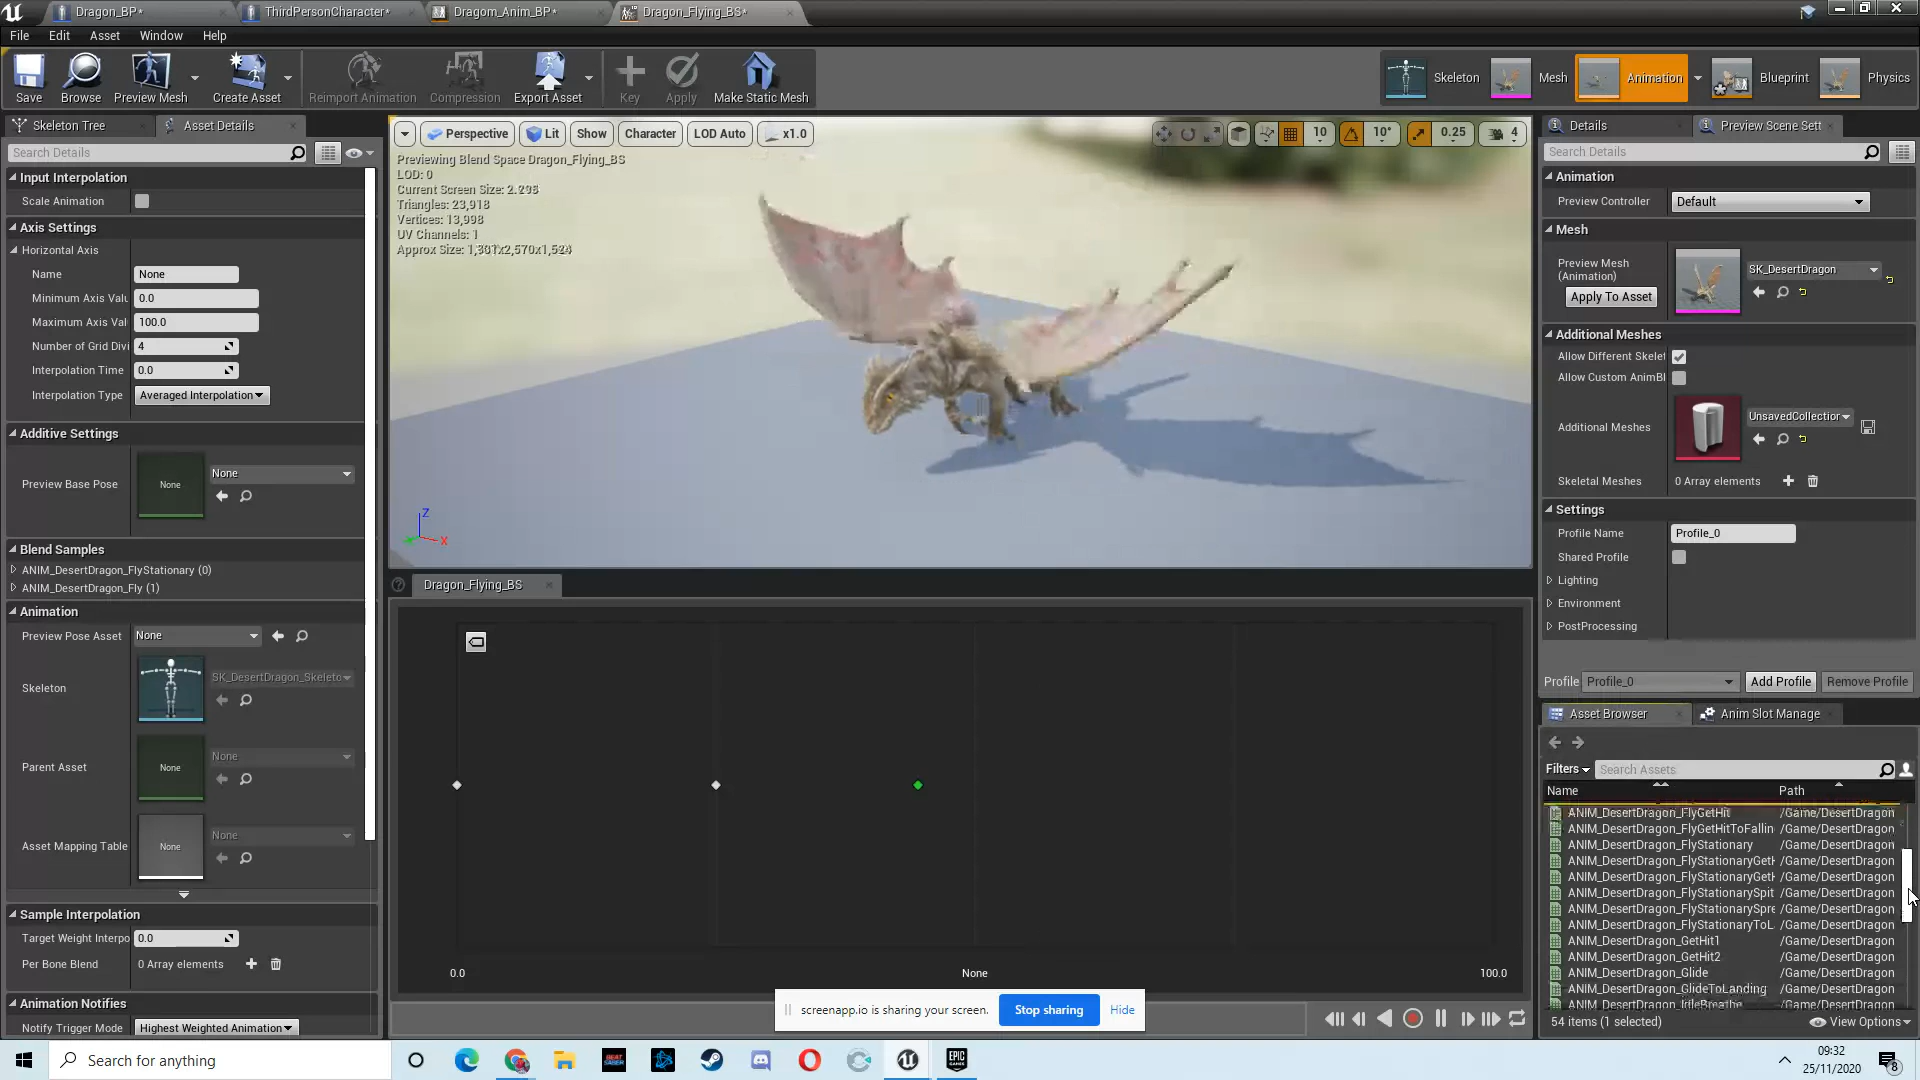 Dragon_BP*
ThirdPersonCharacter*
Dragom_Anim_BP*
Dragon_Flying_BS*
File Edit Asset Window Help
Save
Browse
Preview Mesh
Create Asset
Reimport Animation
Compression
Export Asset
Key
Apply
Make Static Mesh
Skeleton
Mesh
Animation
Blueprint
Physics
Skeleton Tree
Asset Details
Search Details
Input Interpolation
Scale Animation
Axis Settings
Horizontal Axis
Name None
Minimum Axis Valu 0.0
Maximum Axis Val 100.0
Number of Grid Divi 4
Interpolation Time 0.0
Interpolation Type Averaged Interpolation
Additive Settings
Preview Base Pose None None
Blend Samples
ANIM_DesertDragon_FlyStationary (0)
ANIM_DesertDragon_Fly (1)
Animation
Preview Pose Asset None
Skeleton SK_DesertDragon_Skeleto
Parent Asset None None
Asset Mapping Table None None
Sample Interpolation
Target Weight Interpo 0.0
Per Bone Blend 0 Array elements
Animation Notifies
Notify Trigger Mode Highest Weighted Animation
Perspective Lit Show Character LOD Auto x1.0
10 10° 0.25 4
Previewing Blend Space Dragon_Flying_BS
LOD: 0
Current Screen Size: 2.298
Triangles: 23,918
Vertices: 13,998
UV Channels: 1
Z
X
Dragon_Flying_BS
0.0 None 100.0
screenapp.io is sharing your screen. Stop sharing Hide
Details
Preview Scene Sett
Search Details
Animation
Preview Controller Default
Mesh
Preview Mesh
(Animation)
SK_DesertDragon
Apply To Asset
Additional Meshes
Allow Different Skelet
Allow Custom AnimBl
Additional Meshes UnsavedCollection
Skeletal Meshes 0 Array elements
Settings
Profile Name Profile_0
Shared Profile
Lighting
Environment
PostProcessing
Profile Profile_0 Add Profile Remove Profile
Asset Browser
Anim Slot Manage
Filters Search Assets
Name Path
ANIM_DesertDragon_FlyGetHit /Game/DesertDragon
ANIM_DesertDragon_FlyGetHitToFallin /Game/DesertDragon
ANIM_DesertDragon_FlyStationary /Game/DesertDragon
ANIM_DesertDragon_FlyStationaryGetH /Game/DesertDragon
ANIM_DesertDragon_FlyStationaryGetH /Game/DesertDragon
ANIM_DesertDragon_FlyStationarySpit /Game/DesertDragon
ANIM_DesertDragon_FlyStationarySpre /Game/DesertDragon
ANIM_DesertDragon_FlyStationaryToL /Game/DesertDragon
ANIM_DesertDragon_GetHit1 /Game/DesertDragon
ANIM_DesertDragon_GetHit2 /Game/DesertDragon
ANIM_DesertDragon_Glide /Game/DesertDragon
ANIM_DesertDragon_GlideToLanding /Game/DesertDragon
ANIM_DesertDragon_IdleBreathe /Game/DesertDragon
54 items (1 selected) View Options
Search for anything
BEAT SABER
EPIC GAMES
09:32
25/11/2020
8